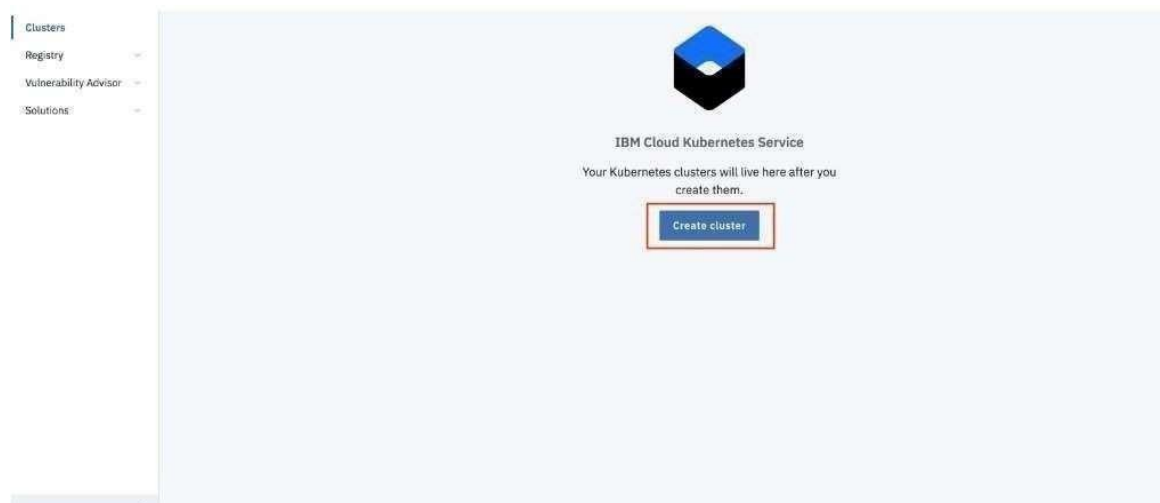 Clusters
Registry
Vulnerability Advisor
Solutions
IBM Cloud Kubernetes Service
Your Kubernetes clusters will live here after you
create them.
Create cluster